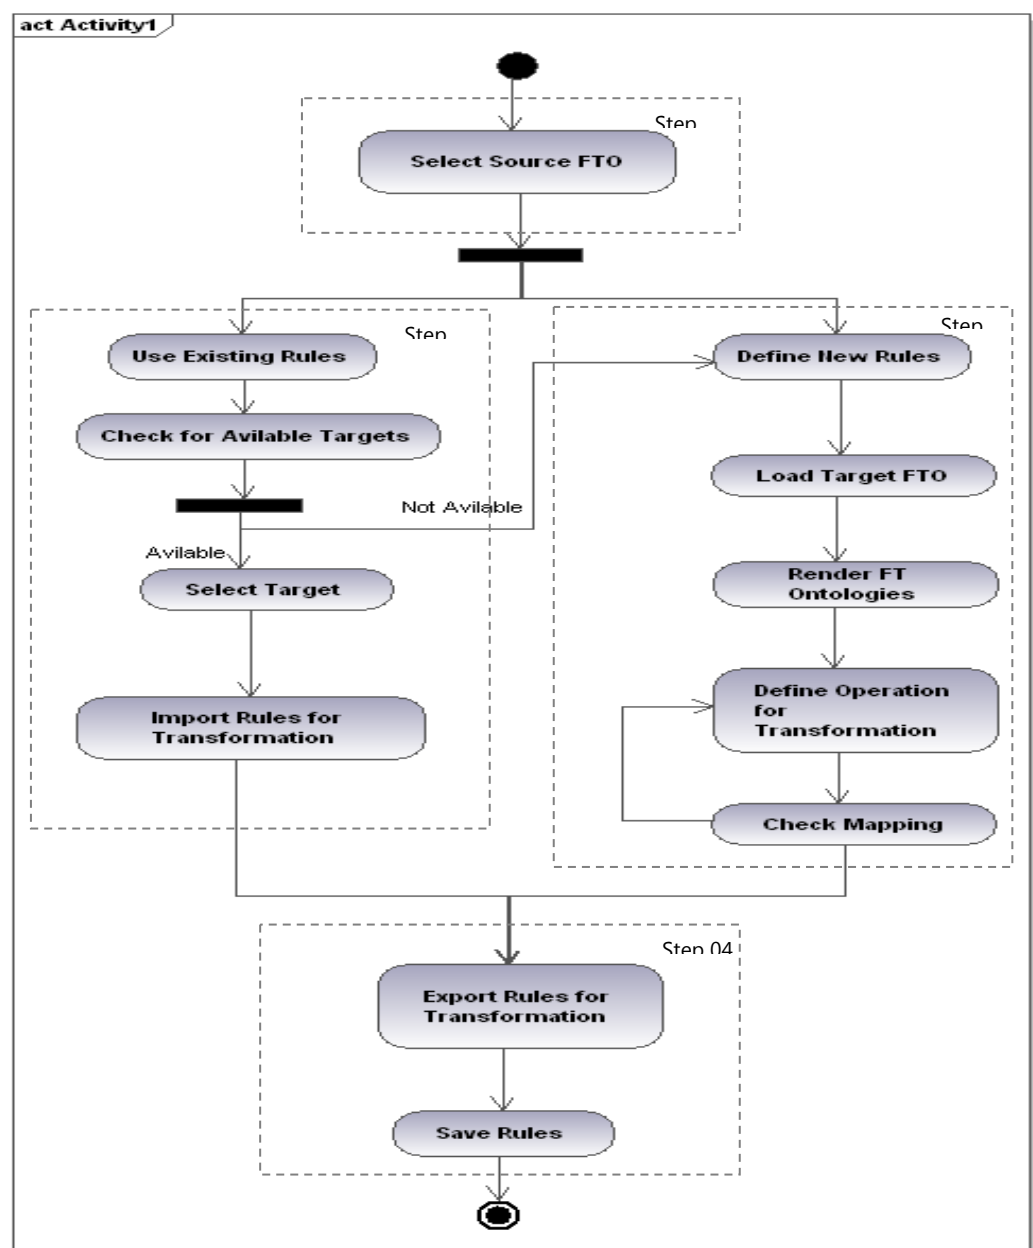 act Activity1
Step
Select Source FTO
Step
Step
Use Existing Rules
Define New Rules
Check for Avilable Targets
Load Target FTO
Not Avilable
Avilable
Select Target
Render FT
Ontologies
Import Rules for
Transformation
Define Operation
for
Transformation
Check Mapping
Step 04
Export Rules for
Transformation
Save Rules